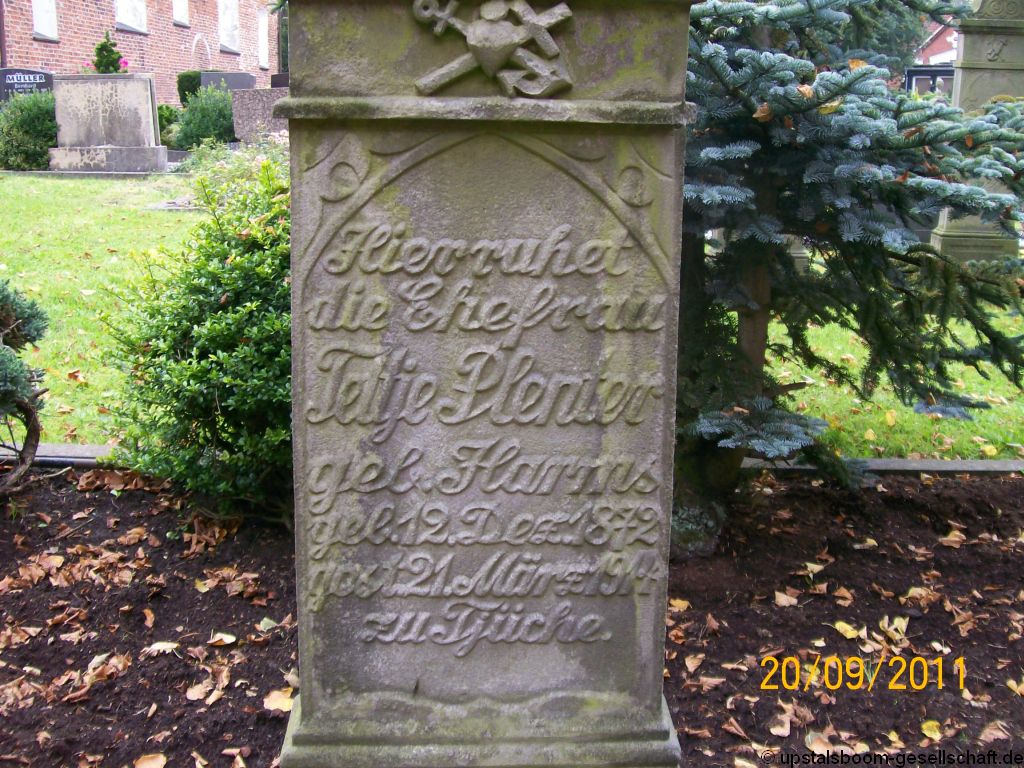 MÜLLER
Hier ruhet
die Ehefrau
Tatje Plenter
geb. Harms
geb. 12. Dez. 1872
gest. 21. März 1914
zu Tjüche.
20/09/2011
© upstalsboom-gesellschaft.de